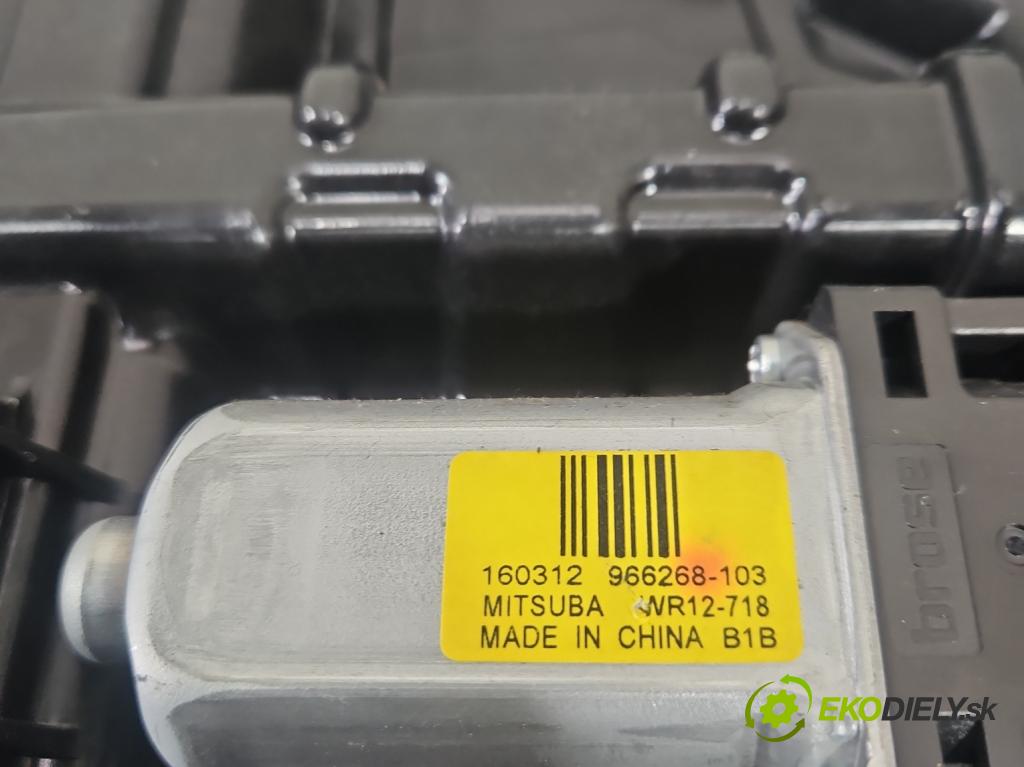 160312 966268-103
MITSUBA WR12-718
MADE IN CHINA B1B
brose
EKODIELY.sk